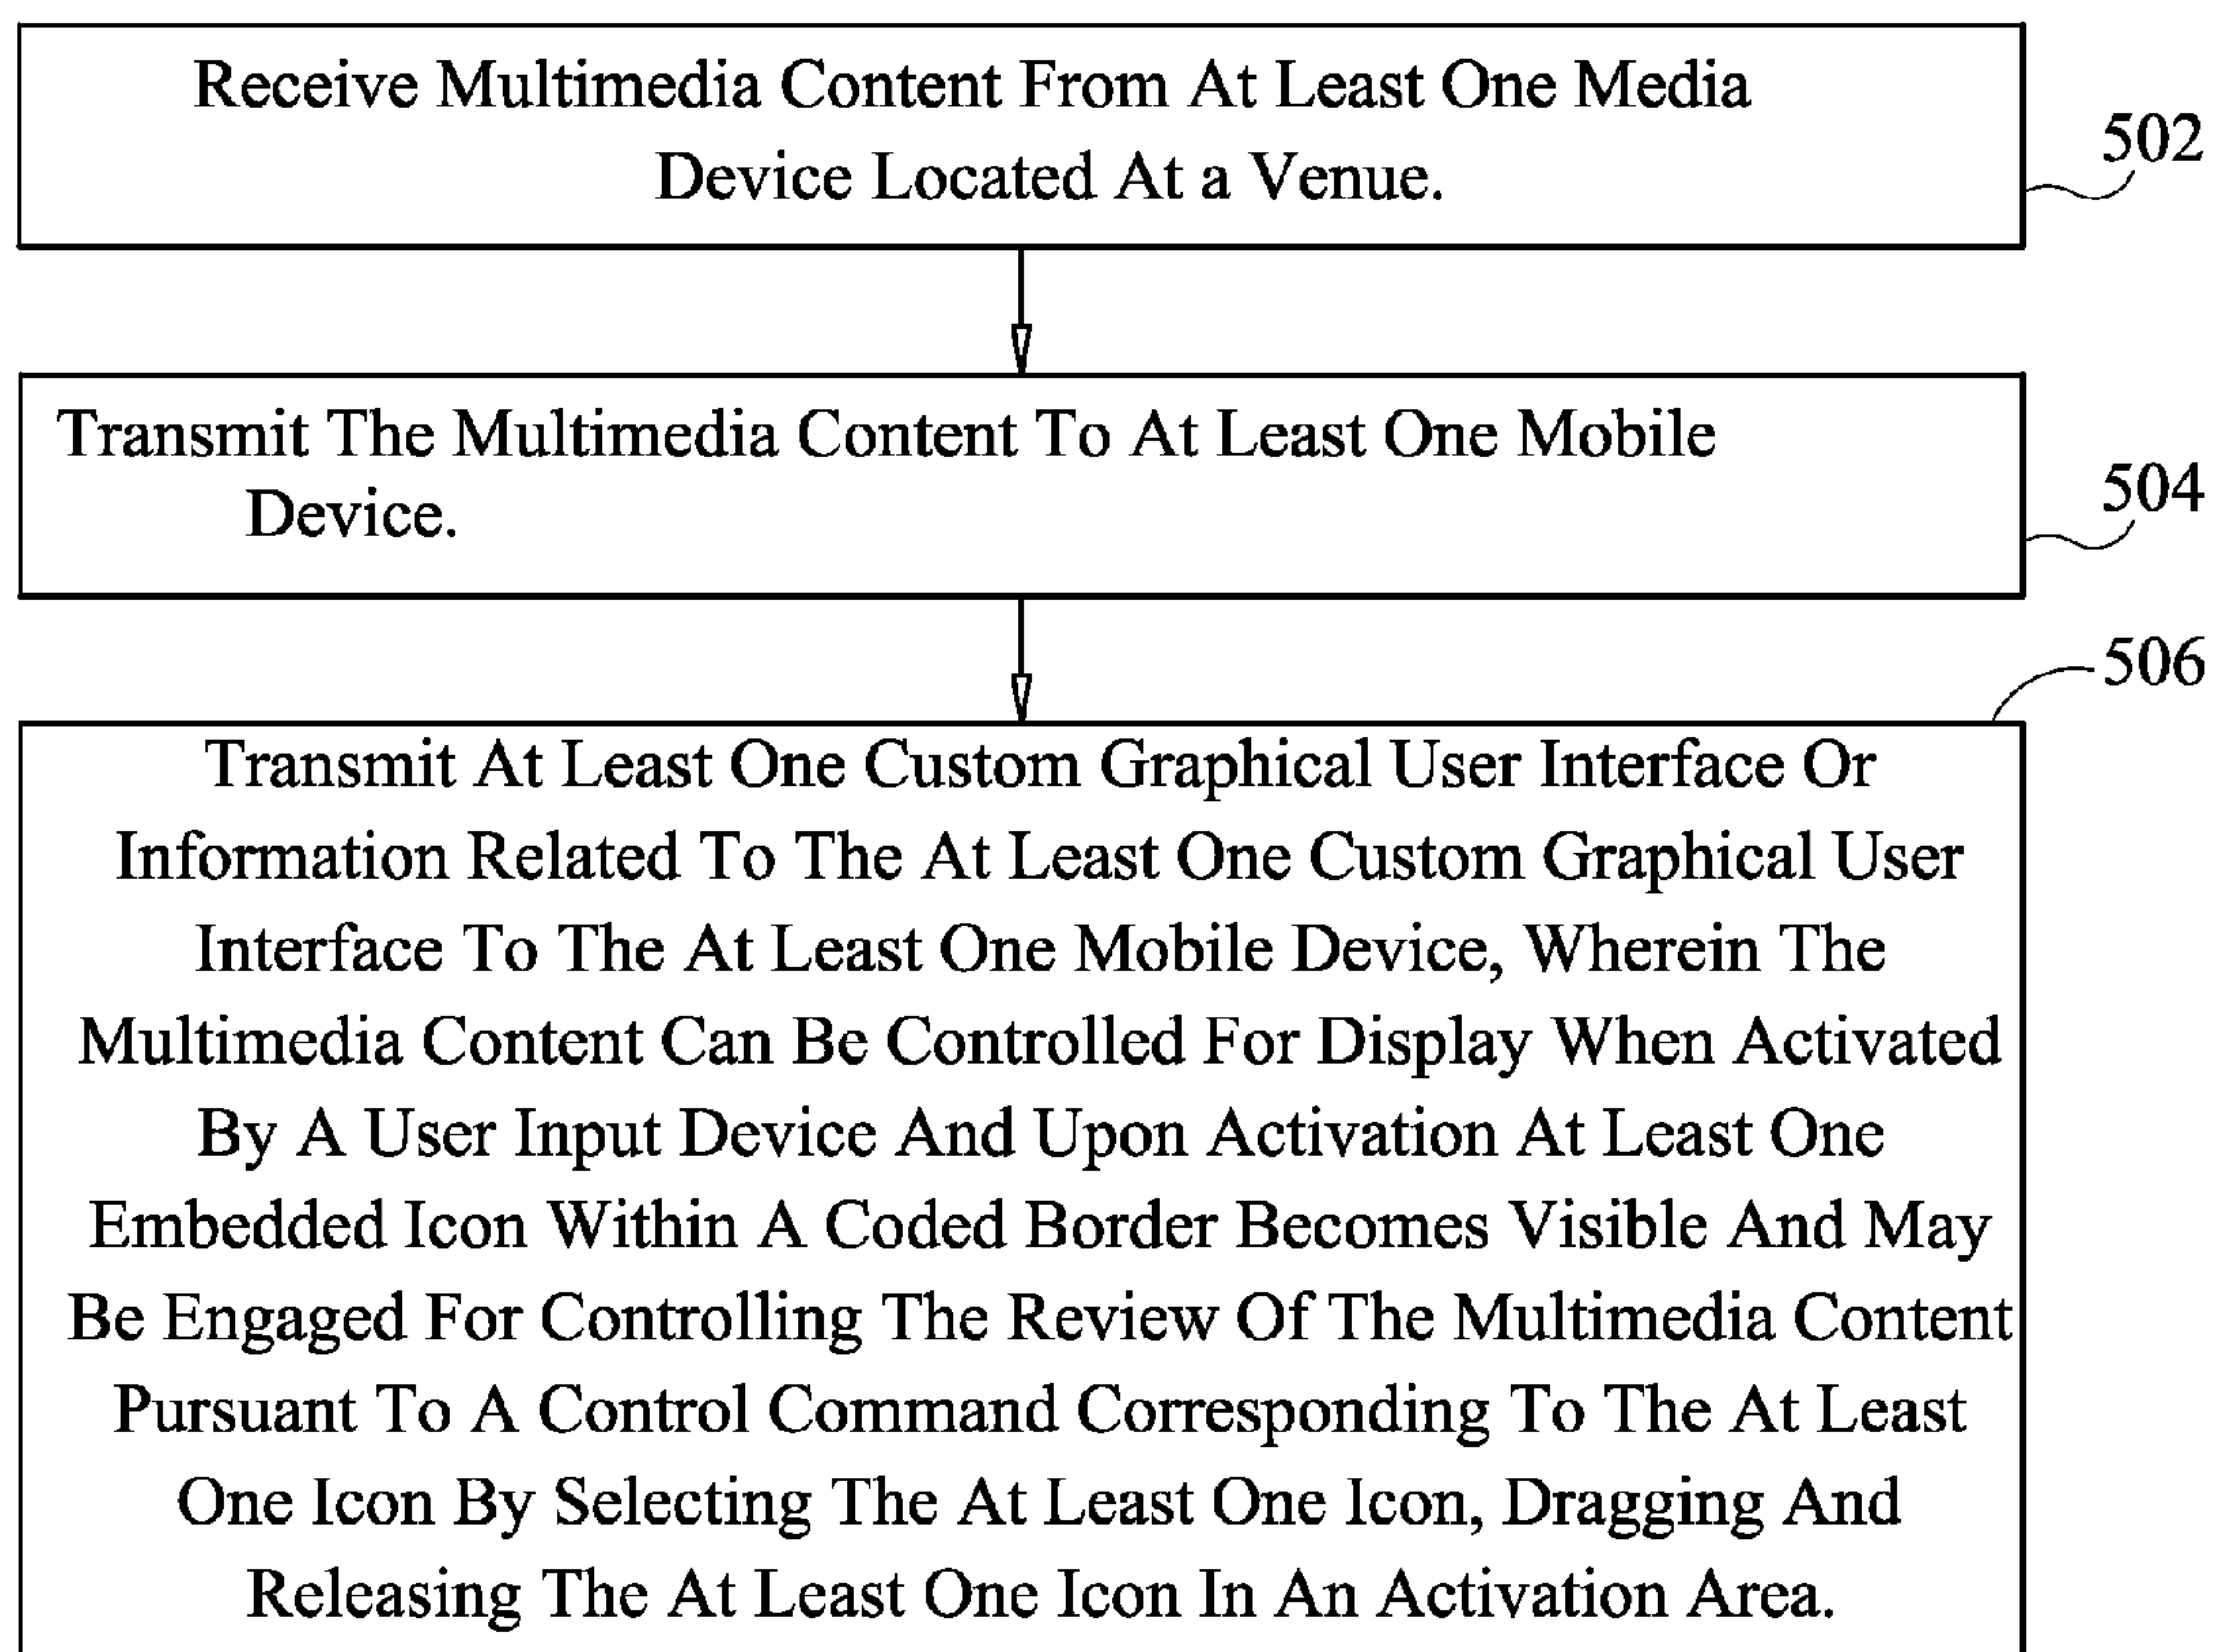 Receive Multimedia Content From At Least One Media
Device Located At a Venue.
502
Transmit The Multimedia Content To At Least One Mobile
Device.
504
506
Transmit At Least One Custom Graphical User Interface Or
Information Related To The At Least One Custom Graphical User
Interface To The At Least One Mobile Device, Wherein The
Multimedia Content Can Be Controlled For Display When Activated
By A User Input Device And Upon Activation At Least One
Embedded Icon Within A Coded Border Becomes Visible And May
Be Engaged For Controlling The Review Of The Multimedia Content
Pursuant To A Control Command Corresponding To The At Least
One Icon By Selecting The At Least One Icon, Dragging And
Releasing The At Least One Icon In An Activation Area.